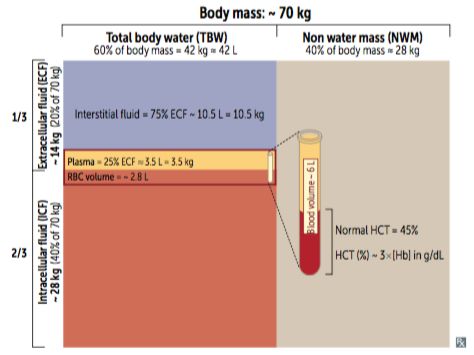 Body mass: ~ 70 kg
Total body water (TBW)
60% of body mass = 42 kg ≈ 42 L
Non water mass (NWM)
40% of body mass ≈ 28 kg
1/3
Extracellular fluid (ECF)
~14 kg (20% of 70 kg)
Interstitial fluid = 75% ECF ~ 10.5 L = 10.5 kg
Plasma = 25% ECF ≈ 3.5 L = 3.5 kg
RBC volume = ~ 2.8 L
2/3
Intracellular fluid (ICF)
~28 kg (40% of 70 kg)
Blood volume ~ 6 L
Normal HCT = 45%
HCT (%) ~ 3×[Hb] in g/dL